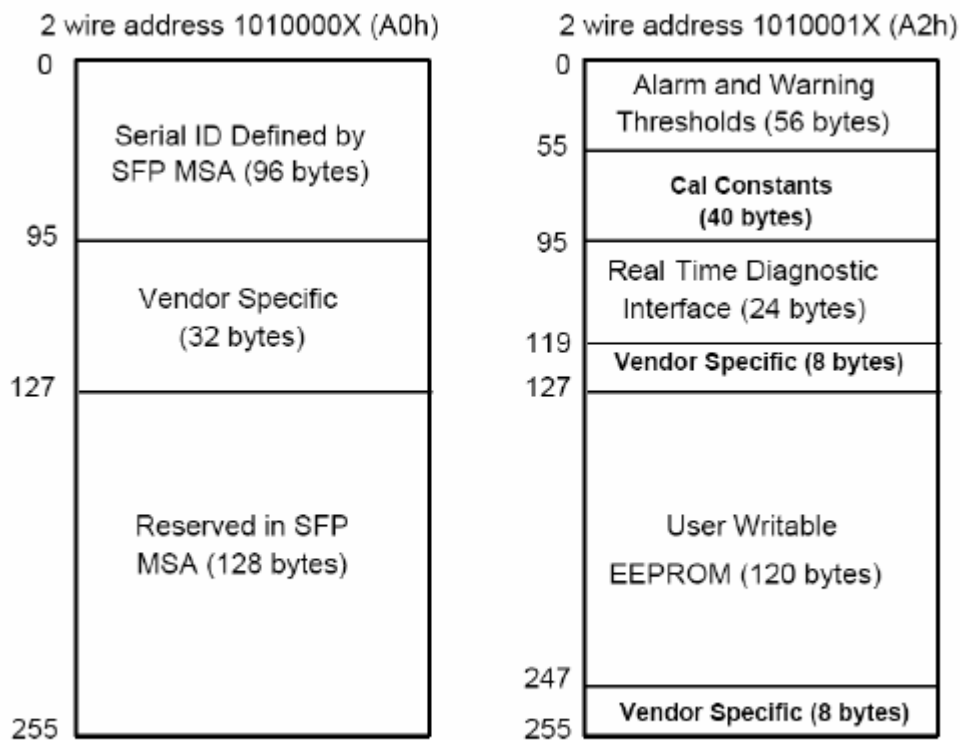 2 wire address 1010000X (A0h)
0
Serial ID Defined by
SFP MSA (96 bytes)
95
Vendor Specific
(32 bytes)
127
Reserved in SFP
MSA (128 bytes)
255
2 wire address 1010001X (A2h)
0
Alarm and Warning
Thresholds (56 bytes)
55
Cal Constants
(40 bytes)
95
Real Time Diagnostic
Interface (24 bytes)
119
Vendor Specific (8 bytes)
127
User Writable
EEPROM (120 bytes)
247
Vendor Specific (8 bytes)
255